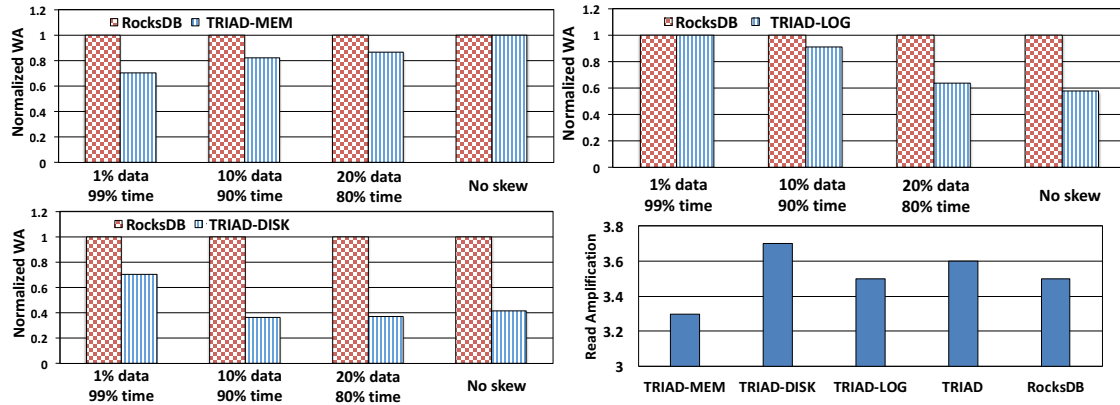 RocksDB TRIAD-MEM
Normalized WA
1.2
1
0.8
0.6
0.4
0.2
0
1% data 10% data 20% data No skew
99% time 90% time 80% time
RocksDB TRIAD-LOG
Normalized WA
1.2
1
0.8
0.6
0.4
0.2
0
1% data 10% data 20% data No skew
99% time 90% time 80% time
RocksDB TRIAD-DISK
Normalized WA
1.2
1
0.8
0.6
0.4
0.2
0
1% data 10% data 20% data No skew
99% time 90% time 80% time
Read Amplification
3.8
3.6
3.4
3.2
3
TRIAD-MEM TRIAD-DISK TRIAD-LOG TRIAD RocksDB